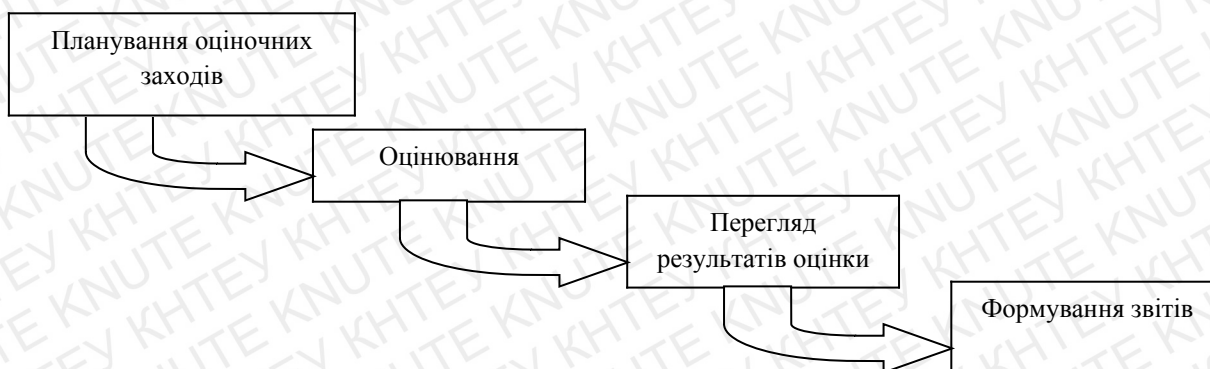 Планування оціночних
заходів
Оцінювання
Перегляд
результатів оцінки
Формування звітів